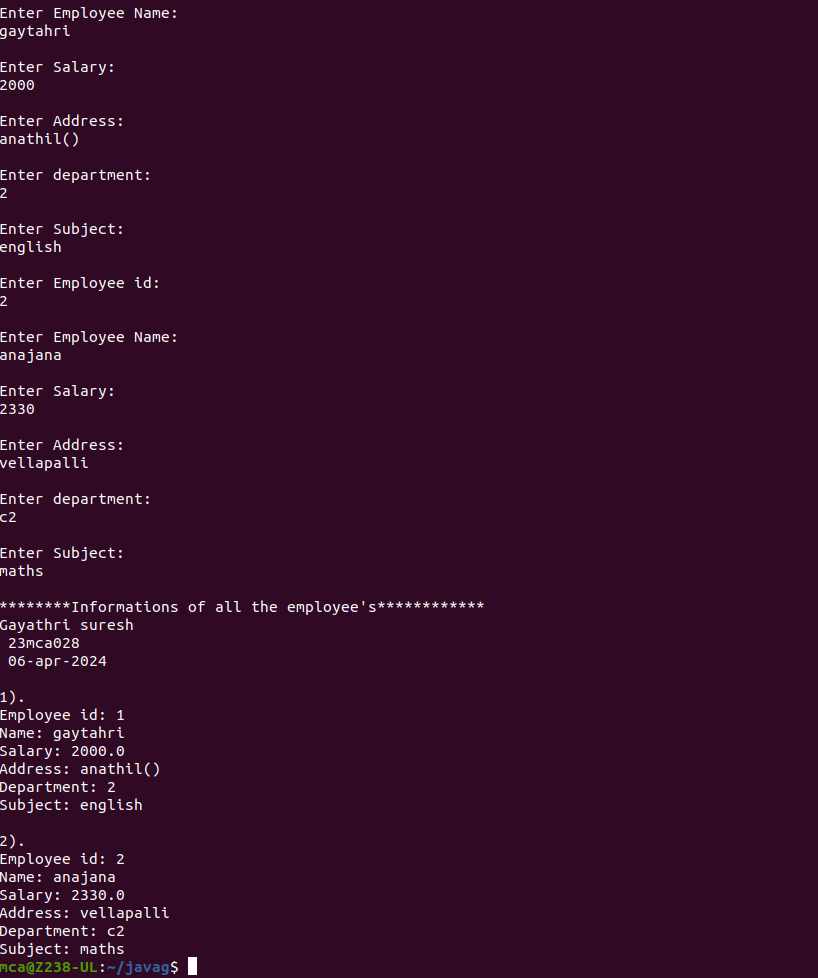 Enter Employee Name:
gaytahri
Enter Salary:
2000
Enter Address:
anathil()
Enter department:
2
Enter Subject:
english
Enter Employee id:
2
Enter Employee Name:
anajana
Enter Salary:
2330
Enter Address:
vellapalli
Enter department:
c2
Enter Subject:
maths
********Informations of all the employee's************
Gayathri suresh
23mca028
06-apr-2024
1).
Employee id: 1
Name: gaytahri
Salary: 2000.0
Address: anathil()
Department: 2
Subject: english
2).
Employee id: 2
Name: anajana
Salary: 2330.0
Address: vellapalli
Department: c2
Subject: maths
mca@Z238-UL:~/javag$